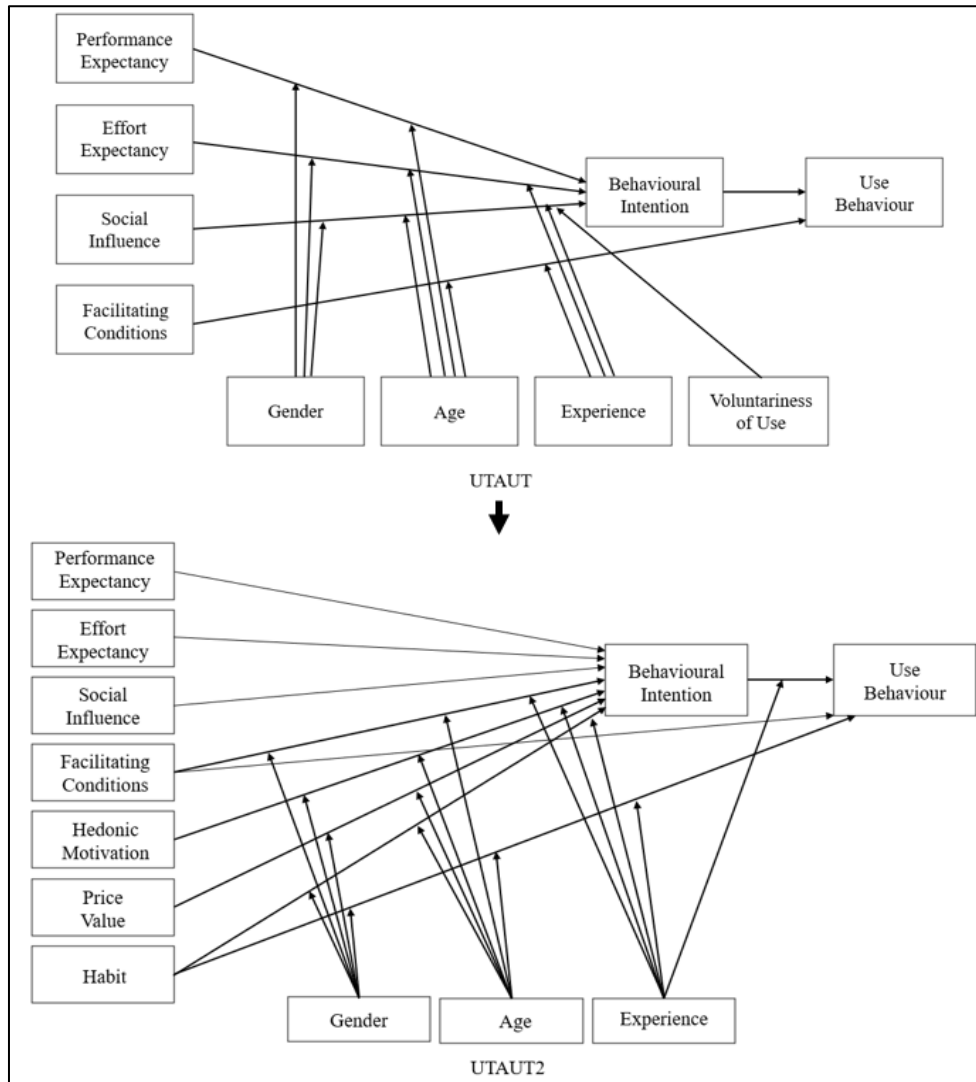 Performance
Expectancy
Effort
Expectancy
Social
Influence
Facilitating
Conditions
Behavioural
Intention
Use
Behaviour
Gender
Age
Experience
Voluntariness
of Use
UTAUT
Performance
Expectancy
Effort
Expectancy
Social
Influence
Facilitating
Conditions
Hedonic
Motivation
Price
Value
Habit
Behavioural
Intention
Use
Behaviour
Gender
Age
Experience
UTAUT2